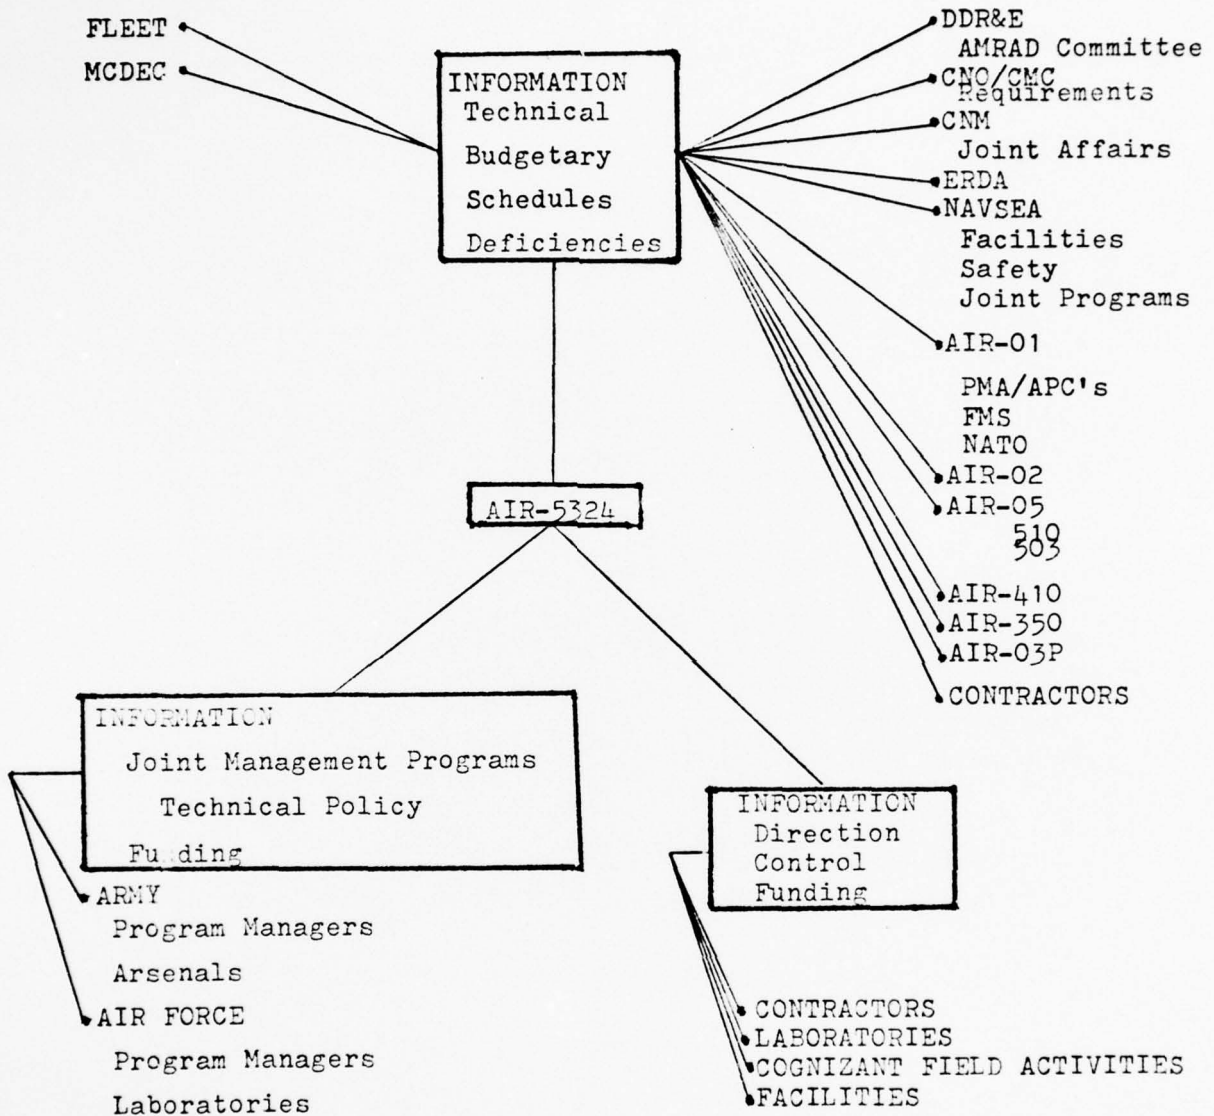 FLEET
MCDEC
INFORMATION
Technical
Budgetary
Schedules
Deficiencies
DDR&E
AMRAD Committee
CNO/CMC
Requirements
CNM
Joint Affairs
ERDA
NAVSEA
Facilities
Safety
Joint Programs
AIR-01
PMA/APC's
FMS
NATO
AIR-02
AIR-05
510
503
AIR-410
AIR-350
AIR-03P
CONTRACTORS
AIR-5324
INFORMATION
Joint Management Programs
Technical Policy
Funding
ARMY
Program Managers
Arsenals
AIR FORCE
Program Managers
Laboratories
INFORMATION
Direction
Control
Funding
CONTRACTORS
LABORATORIES
COGNIZANT FIELD ACTIVITIES
FACILITIES